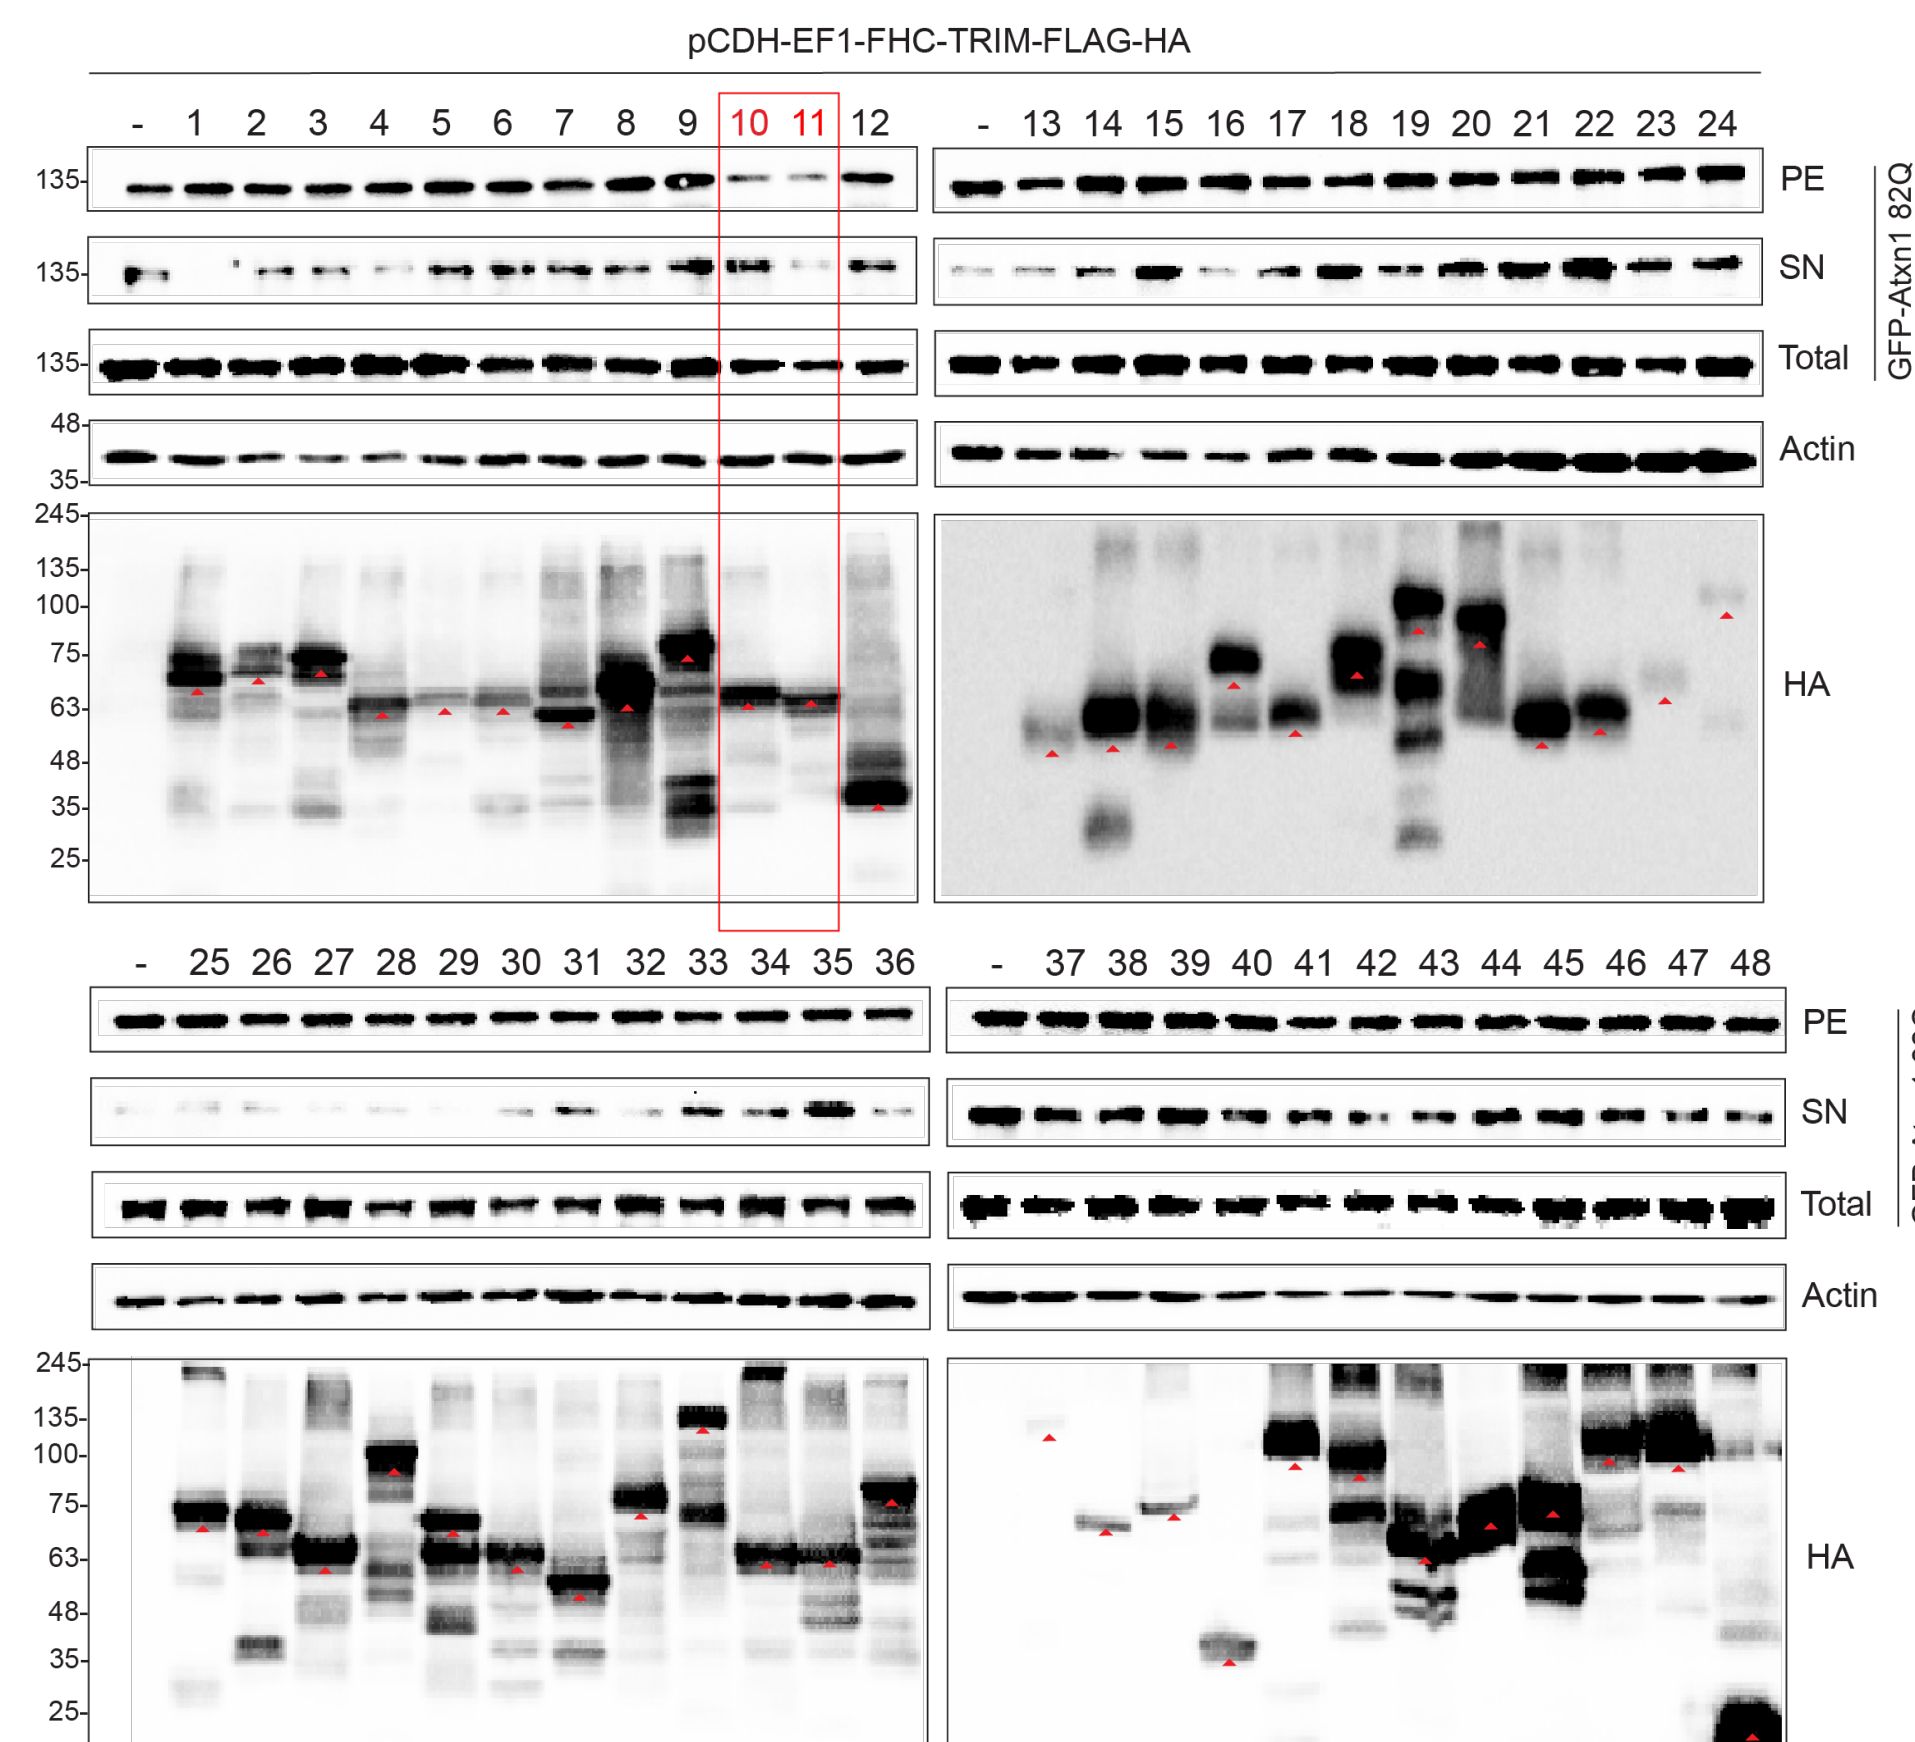 pCDH-EF1-FHC-TRIM-FLAG-HA
- 1 2 3 4 5 6 7 8 9 10 11 12
- 13 14 15 16 17 18 19 20 21 22 23 24
135-
PE
135-
SN
135-
Total
GFP-Atxn1 82Q
48-
35-
Actin
245-
135-
100-
75-
63-
48-
35-
25-
HA
- 25 26 27 28 29 30 31 32 33 34 35 36
- 37 38 39 40 41 42 43 44 45 46 47 48
PE
SN
Total
Actin
245-
135-
100-
75-
63-
48-
35-
25-
HA